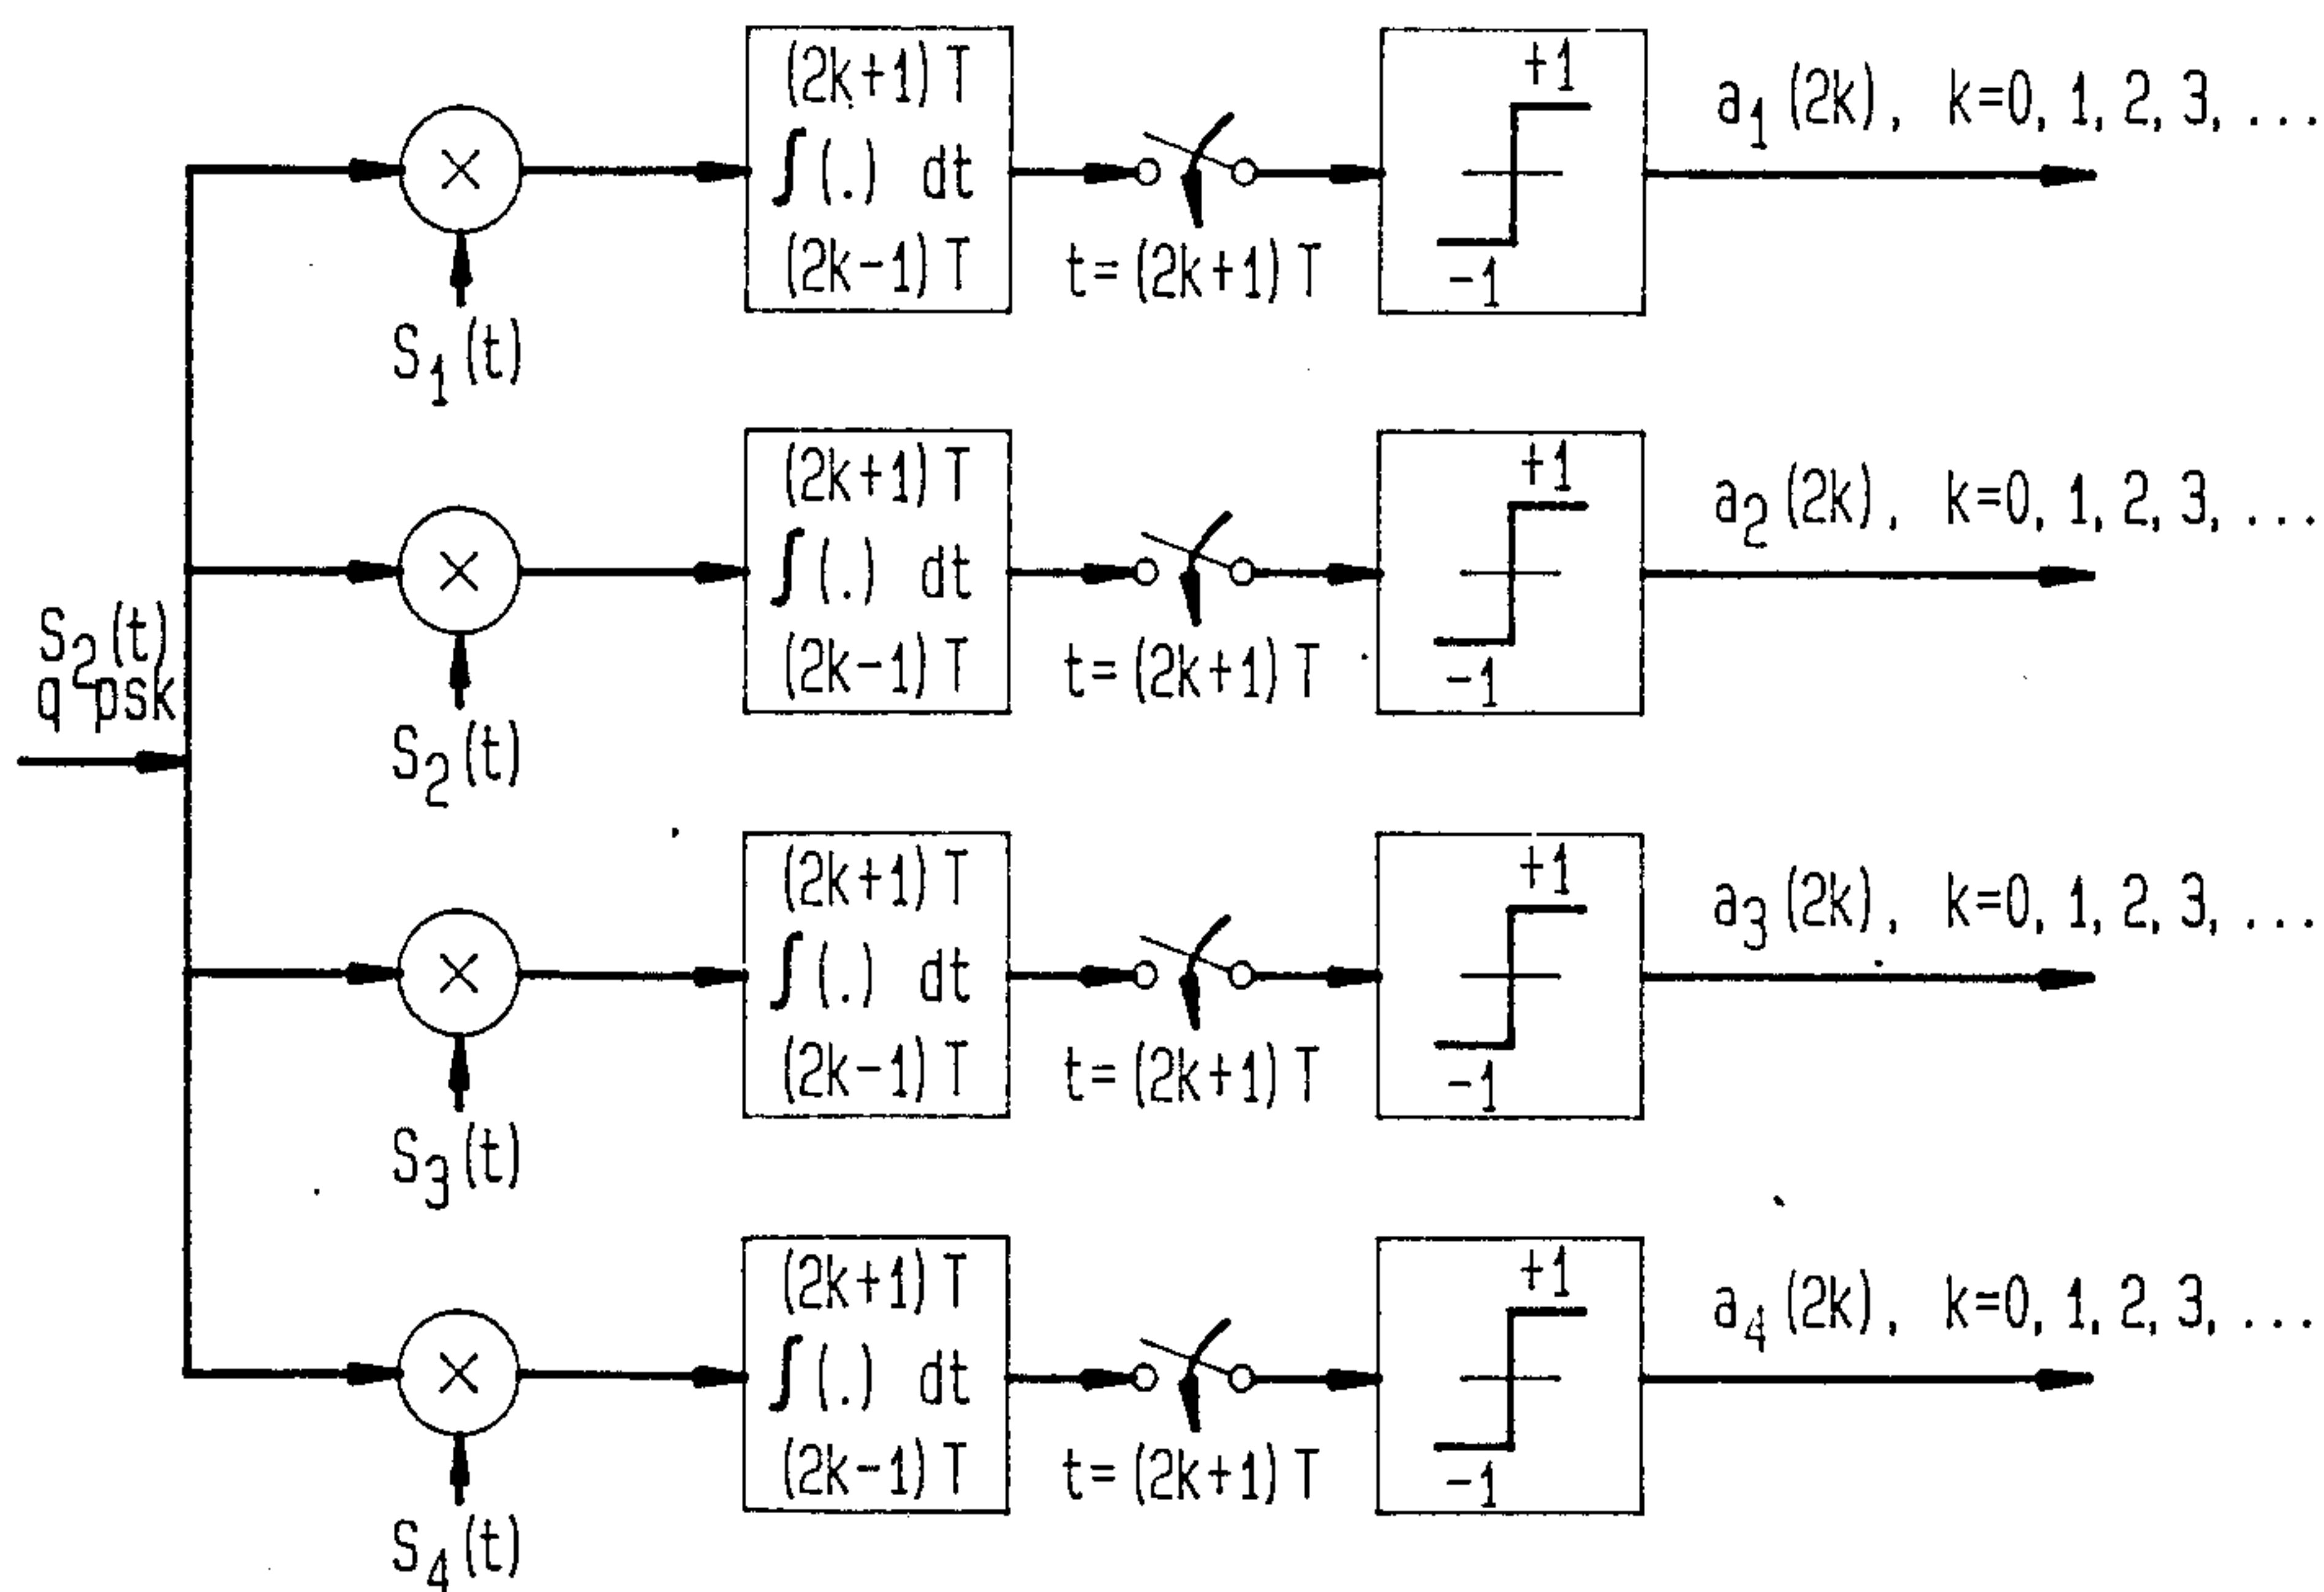 (2k+1) T
∫(.) dt
(2k-1) T
t=(2k+1) T
+1
-1
a₁(2k), k=0, 1, 2, 3, ...
S₁(t)
(2k+1) T
∫(.) dt
(2k-1) T
t=(2k+1) T
+1
-1
a₂(2k), k=0, 1, 2, 3, ...
S₂(t)
S₂(t)
q psk
(2k+1) T
∫(.) dt
(2k-1) T
t=(2k+1) T
+1
-1
a₃(2k), k=0, 1, 2, 3, ...
S₃(t)
(2k+1) T
∫(.) dt
(2k-1) T
t=(2k+1) T
+1
-1
a₄(2k), k=0, 1, 2, 3, ...
S₄(t)